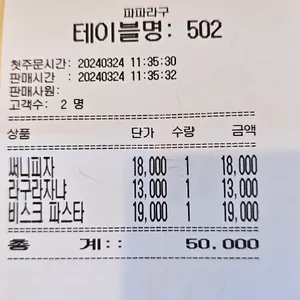 파파라구
테이블명: 502
첫주문시간: 20240324 11:35:30
판매시간 : 20240324 11:35:32
판매사원:
고객수: 2 명
상품 단가 수량 금액
써니피자 18,000 1 18,000
라구라자냐 13,000 1 13,000
비스크 파스타 19,000 1 19,000
총 계:: 50,000